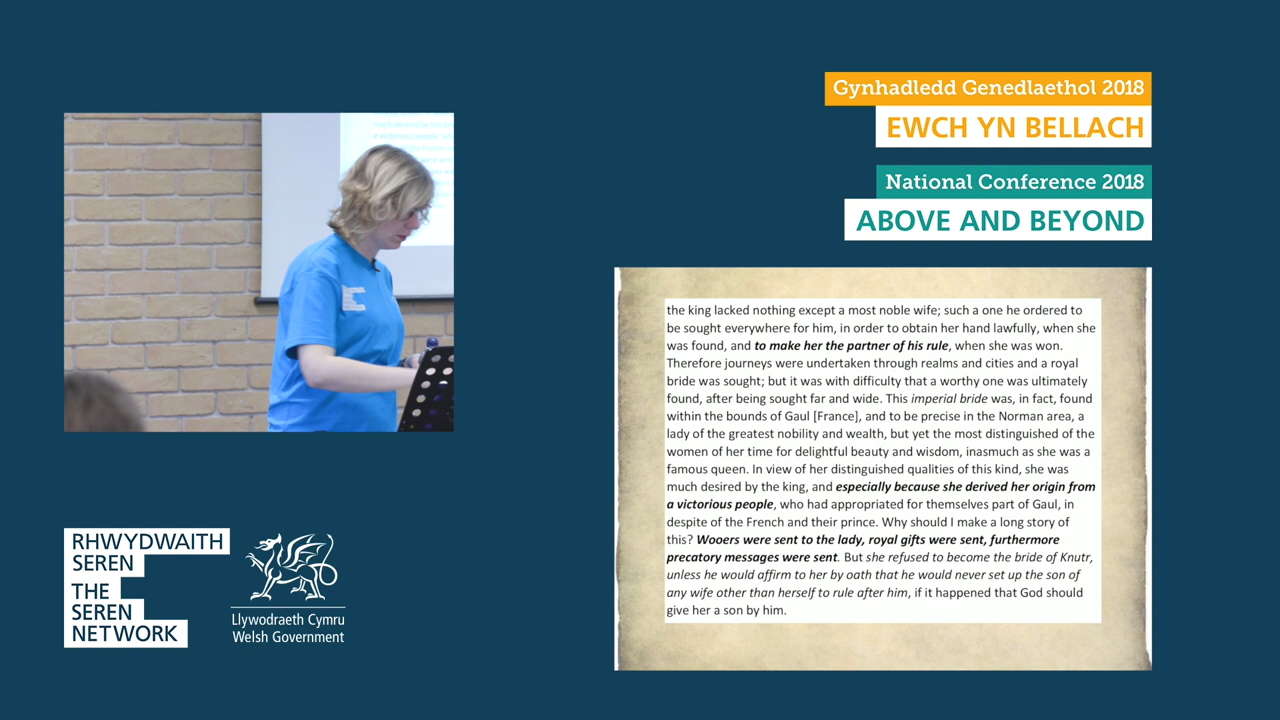 Gynhadledd Genedlaethol 2018
EWCH YN BELLACH
National Conference 2018
ABOVE AND BEYOND
the king lacked nothing except a most noble wife; such a one he ordered to
be sought everywhere for him, in order to obtain her hand lawfully, when she
was found, and to make her the partner of his rule, when she was won.
Therefore journeys were undertaken through realms and cities and a royal
bride was sought; but it was with difficulty that a worthy one was ultimately
found, after being sought far and wide. This imperial bride was, in fact, found
within the bounds of Gaul [France], and to be precise in the Norman area, a
lady of the greatest nobility and wealth, but yet the most distinguished of the
women of her time for delightful beauty and wisdom, inasmuch as she was a
famous queen. In view of her distinguished qualities of this kind, she was
much desired by the king, and especially because she derived her origin from
a victorious people, who had appropriated for themselves part of Gaul, in
despite of the French and their prince. Why should I make a long story of
this? Wooers were sent to the lady, royal gifts were sent, furthermore
precatory messages were sent. But she refused to become the bride of Knutr,
unless he would affirm to her by oath that he would never set up the son of
any wife other than herself to rule after him, if it happened that God should
give her a son by him.
RHWYDWAITH
SEREN
THE
SEREN
NETWORK
Llywodraeth Cymru
Welsh Government